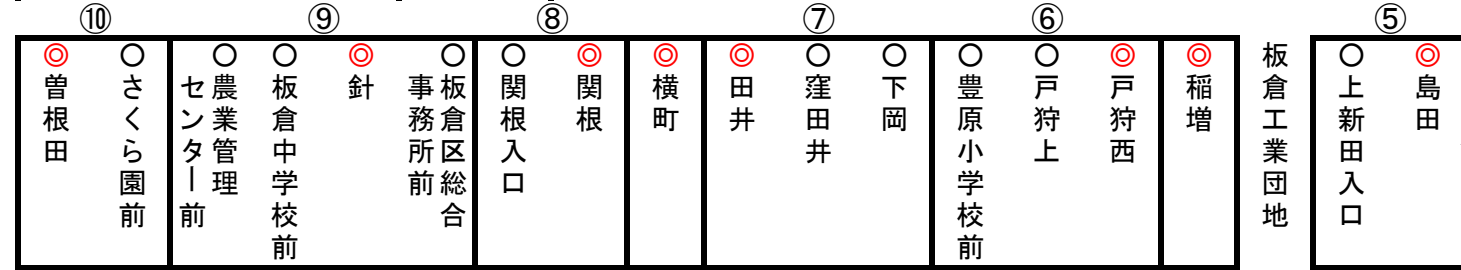 ⑩ ⑨ ⑧ ⑦ ⑥ ⑤
◎曽根田
○さくら園前
○農業管理
センター前
○板倉中学校前
◎針
○板倉区総合
事務所前
○関根入口
◎関根
◎横町
◎田井
○窪田井
○下岡
○豊原小学校前
○戸狩上
◎戸狩西
◎稲増
板倉工業団地
○上新田入口
◎島田